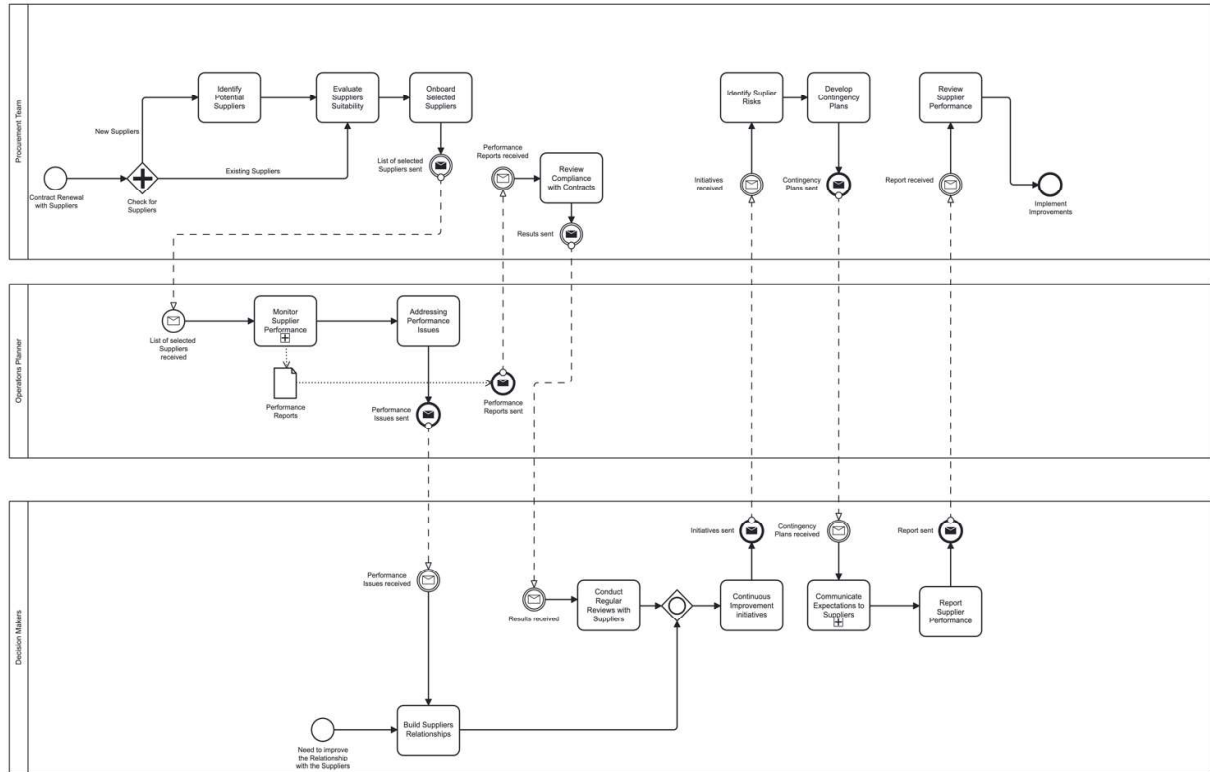 Procurement Team
Identify
Potential
Suppliers
Evaluate
Suppliers
Suitability
Onboard
Selected
Suppliers
Identify Suplier
Risks
Develop
Contingency
Plans
Review
Supplier
Performance
New Suppliers
Existing Suppliers
List of selected
Suppliers sent
Performance
Reports received
Review
Compliance
with Contracts
Initiatives
received
Contingency
Plans sent
Report received
Contract Renewal
with Suppliers
Check for
Suppliers
Implement
Improvements
Resuts sent
Operations Planner
Monitor
Supplier
Performance
Addressing
Performance
Issues
List of selected
Suppliers
received
Performance
Reports
Performance
Issues sent
Performance
Reports sent
Decision Makers
Initiatives sent
Contingency
Plans received
Report sent
Performance
Issues received
Results received
Conduct
Regular
Reviews with
Suppliers
Continuous
Improvement
initiatives
Communicate
Expectations to
Suppliers
Report
Supplier
Performance
Build Suppliers
Relationships
Need to improve
the Relationship
with the Suppliers